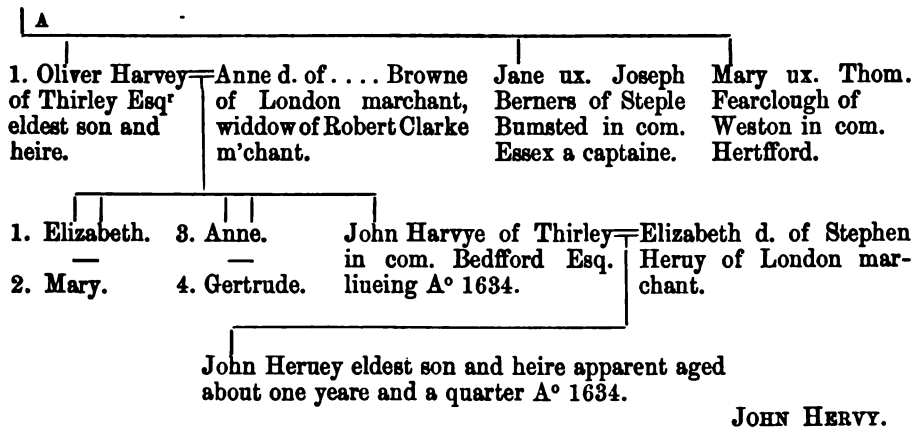 A
1. Oliver Harvey=Anne d. of .... Browne
of Thirley Esqʳ of London marchant,
eldest son and widdow of Robert Clarke
heire. m'chant.
Jane ux. Joseph
Berners of Steple
Bumsted in com.
Essex a captaine.
Mary ux. Thom.
Fearclough of
Weston in com.
Hertfford.
1. Elizabeth.
2. Mary.
3. Anne.
4. Gertrude.
John Harvye of Thirley=Elizabeth d. of Stephen
in com. Bedfford Esq. Heruy of London mar-
liueing Aº 1634. chant.
John Heruey eldest son and heire apparent aged
about one yeare and a quarter Aº 1634.
JOHN HERVY.